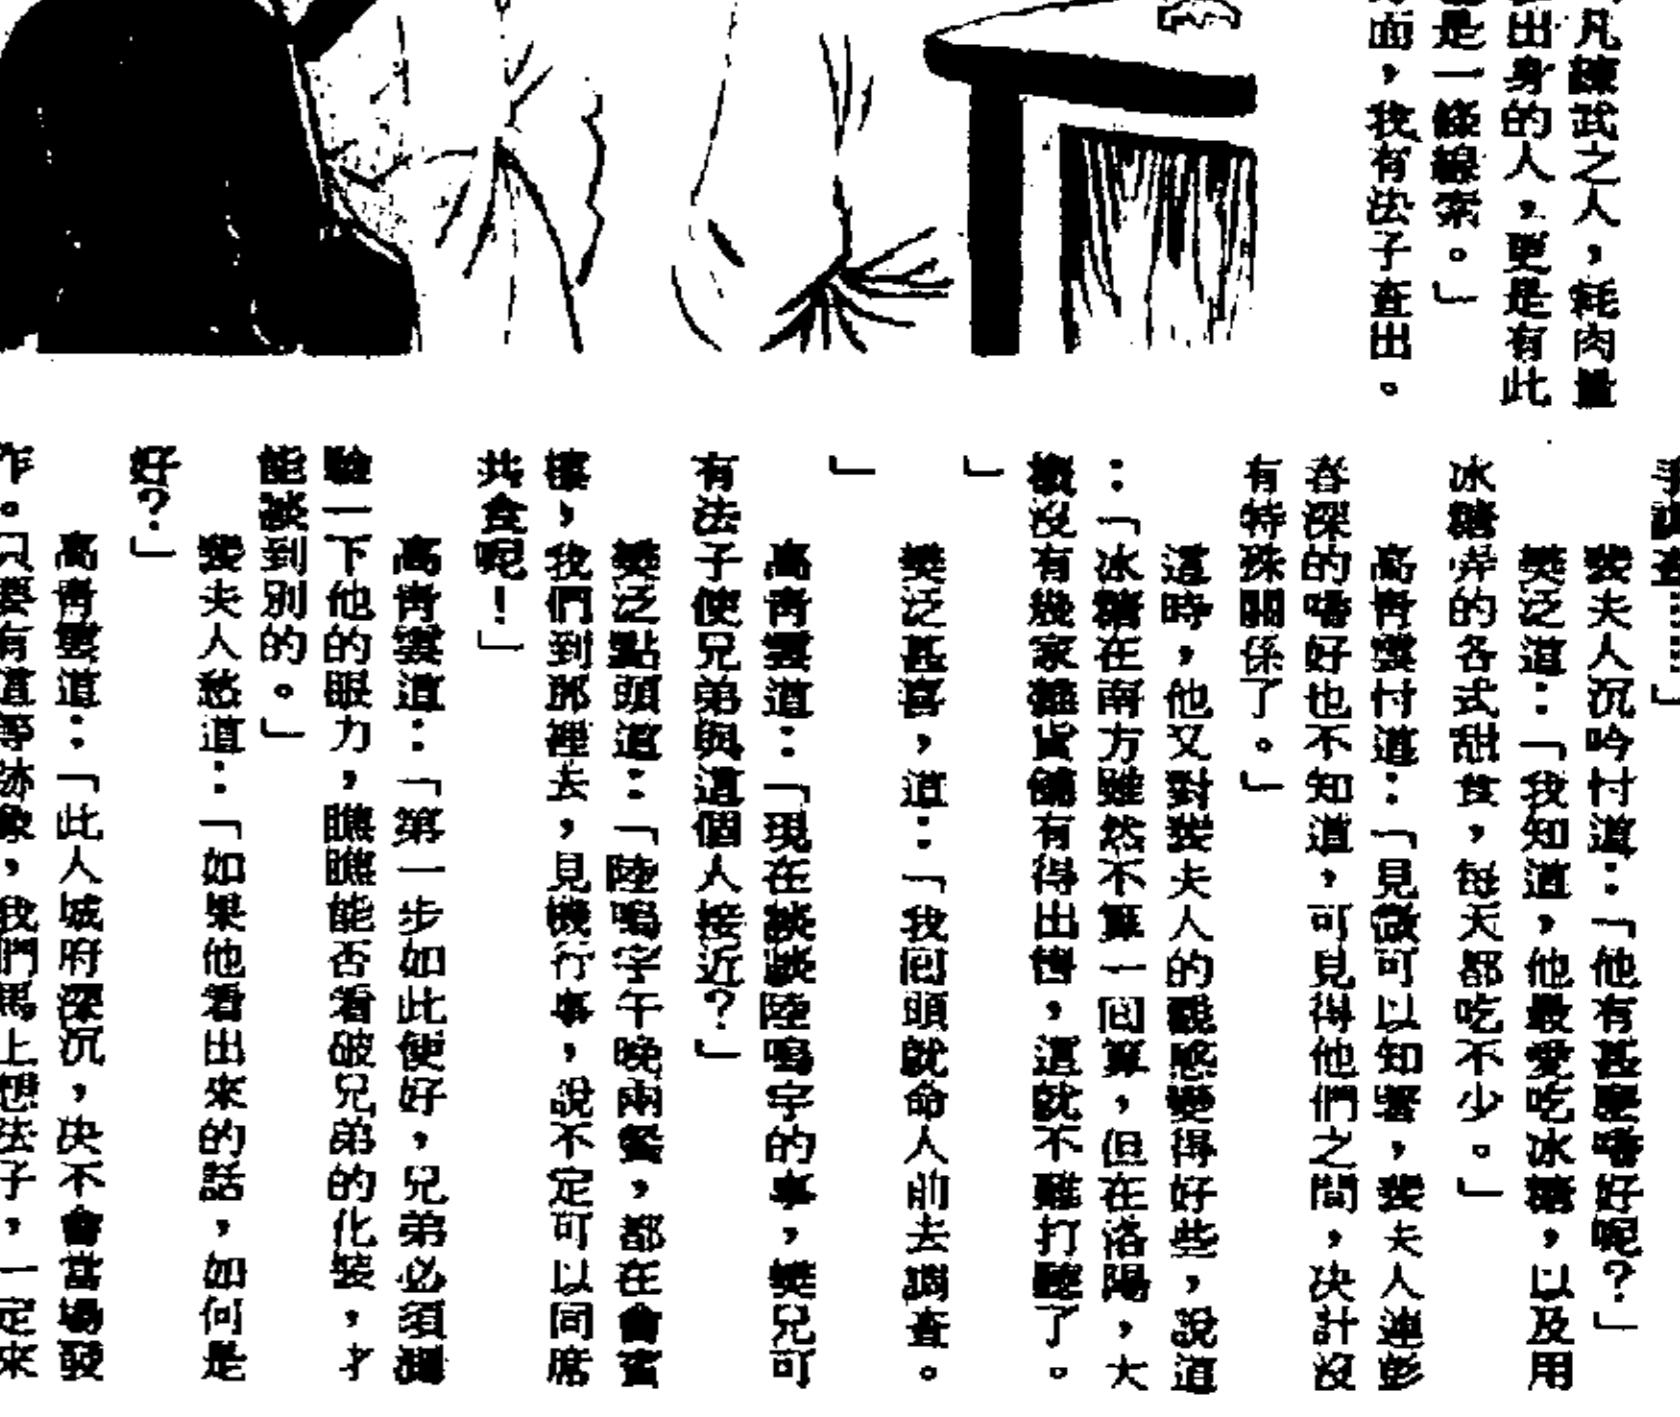 凡練武之人，耗肉量
出身的人，更是有此
是一條線索。」
面，我有法子查出。
裴夫人沉吟忖道：「他有甚麼嗜好呢？」
樊泛道：「我知道，他最愛吃冰糖，以及用
冰糖弄的各式甜食，每天都吃不少。」
高青雲忖道：「見微可以知著，裴夫人連彭
春深的嗜好也不知道，可見得他們之間，決計沒
有特殊關係了。」
這時，他又對裴夫人的觀感變得好些，說道
：「冰糖在南方雖然不算一回算，但在洛陽，大
概沒有幾家雜貨舖有得出售，這就不難打聽了。
」
樊泛甚喜，道：「我回頭就命人前去調查。
」
高青雲道：「現在談談陸鳴宇的事，樊兄可
有法子使兄弟與這個人接近？」
樊泛點頭道：「陸鳴宇午晚兩餐，都在會賓
樓，我們到那裡去，見機行事，說不定可以同席
共食呢！」
高青雲道：「第一步如此便好，兄弟必須測
驗一下他的眼力，瞧瞧能否看破兄弟的化裝，才
能談到別的。」
裴夫人愁道：「如果他看出來的話，如何是
好？」
高青雲道：「此人城府深沉，決不會當場發
作。只要有這等跡象，我們馬上想法子，一定來